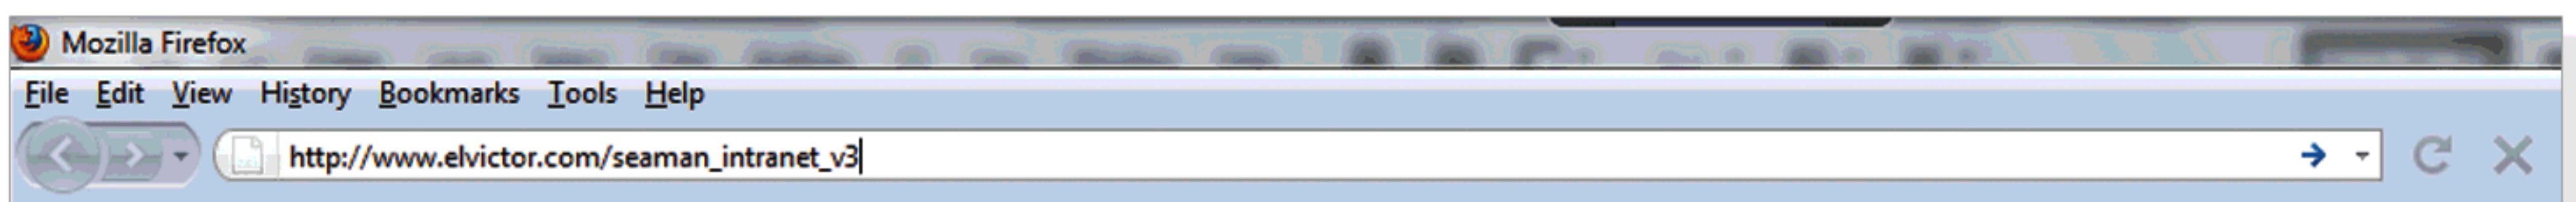 Mozilla Firefox
File Edit View History Bookmarks Tools Help
http://www.elvictor.com/seaman_intranet_v3